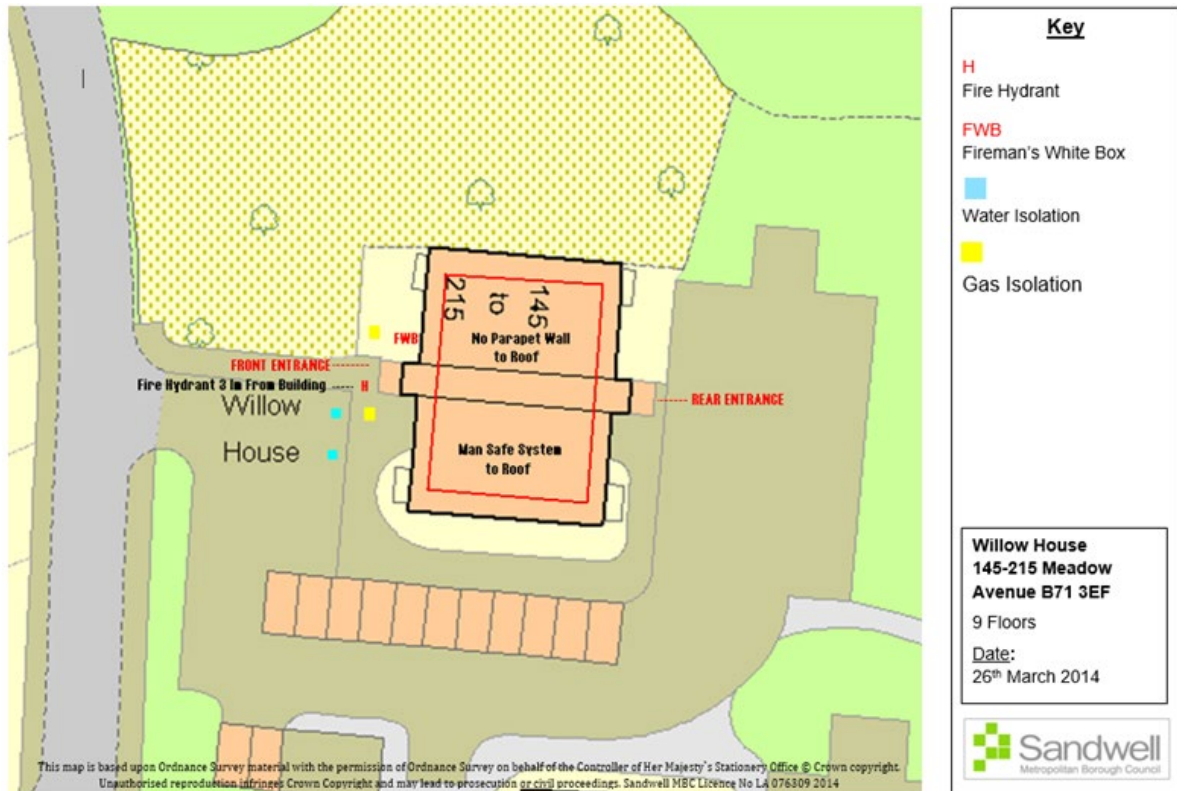 215
to
145
No Parapet Wall
to Roof
FWB
FRONT ENTRANCE
Fire Hydrant 3 Im From Building
H
REAR ENTRANCE
Willow
House
Man Safe System
to Roof
This map is based upon Ordnance Survey material with the permission of Ordnance Survey on behalf of the Controller of Her Majesty's Stationery Office © Crown copyright.
Unauthorised reproduction infringes Crown Copyright and may lead to prosecution or civil proceedings. Sandwell MBC Licence No LA 076309 2014
Key
H
Fire Hydrant
FWB
Fireman's White Box
Water Isolation
Gas Isolation
Willow House
145-215 Meadow
Avenue B71 3EF
9 Floors
Date:
26th March 2014
Sandwell
Metropolitan Borough Council